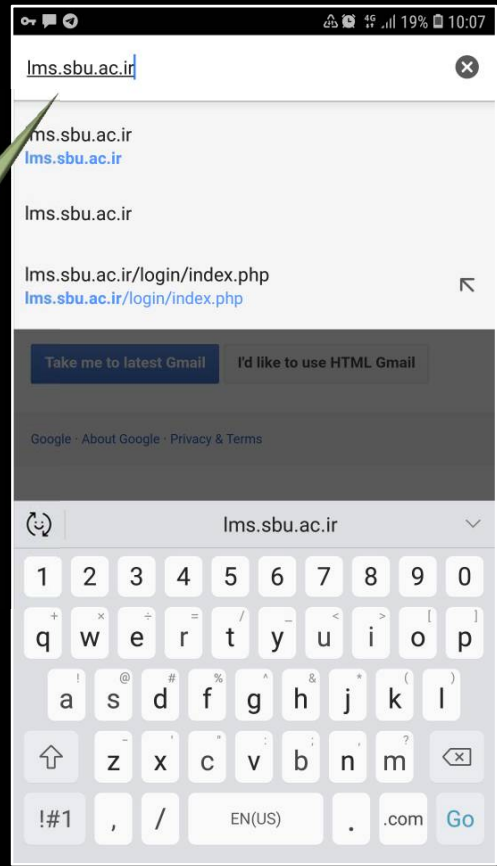 4G 19% 10:07
lms.sbu.ac.ir
lms.sbu.ac.ir
lms.sbu.ac.ir
lms.sbu.ac.ir
lms.sbu.ac.ir/login/index.php
lms.sbu.ac.ir/login/index.php
Take me to latest Gmail I'd like to use HTML Gmail
Google · About Google · Privacy & Terms
lms.sbu.ac.ir
1 2 3 4 5 6 7 8 9 0
+ × ÷ = / _ < > [ ]
q w e r t y u i o p
! @ # % ^ & * ( )
a s d f g h j k l
- ' " : ; , ?
z x c v b n m
!#1 , / EN(US) . .com Go